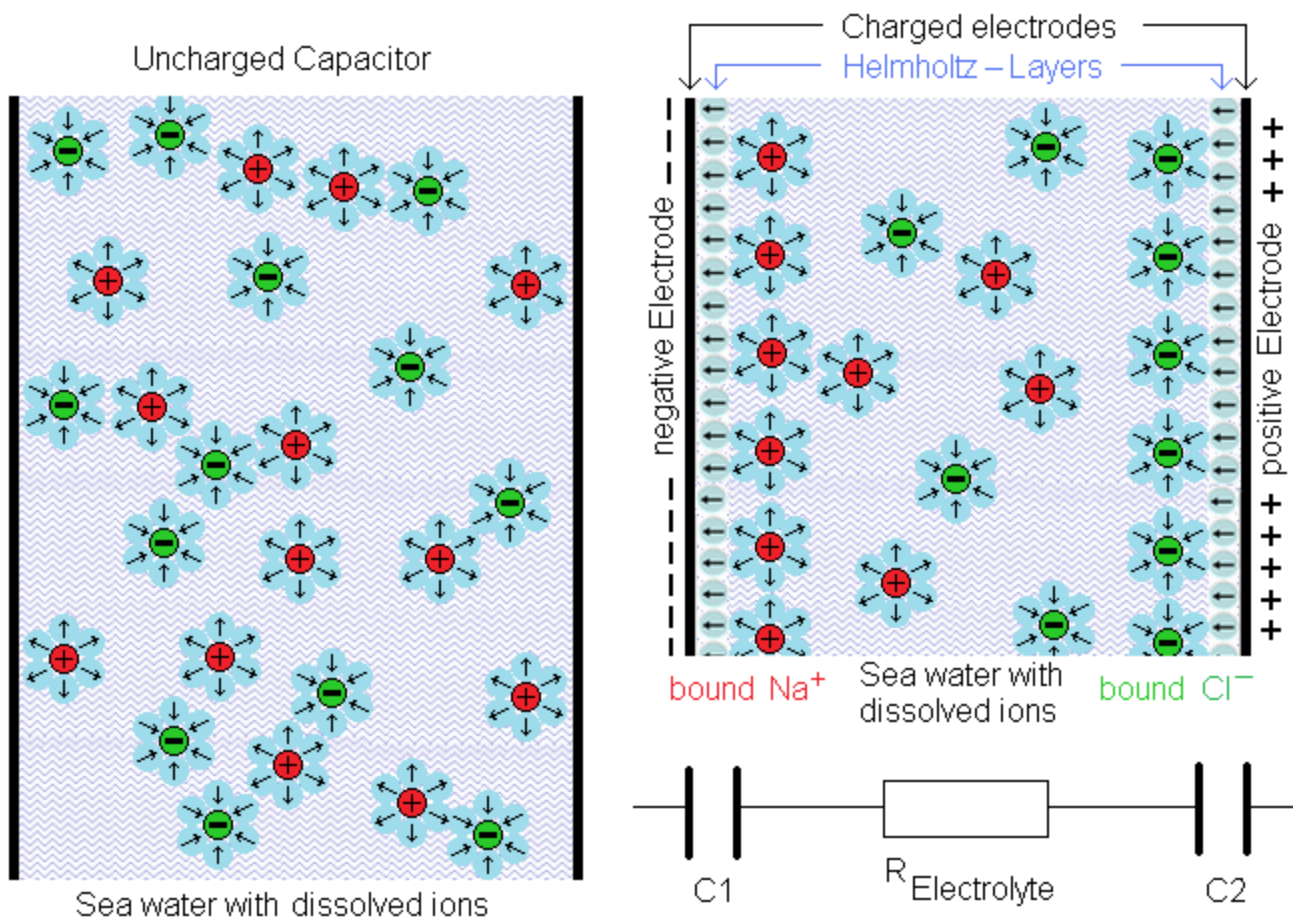 Uncharged Capacitor
Sea water with dissolved ions
Charged electrodes
Helmholtz – Layers
negative Electrode
positive Electrode
bound Na⁺
Sea water with
dissolved ions
bound Cl⁻
C1
R Electrolyte
C2